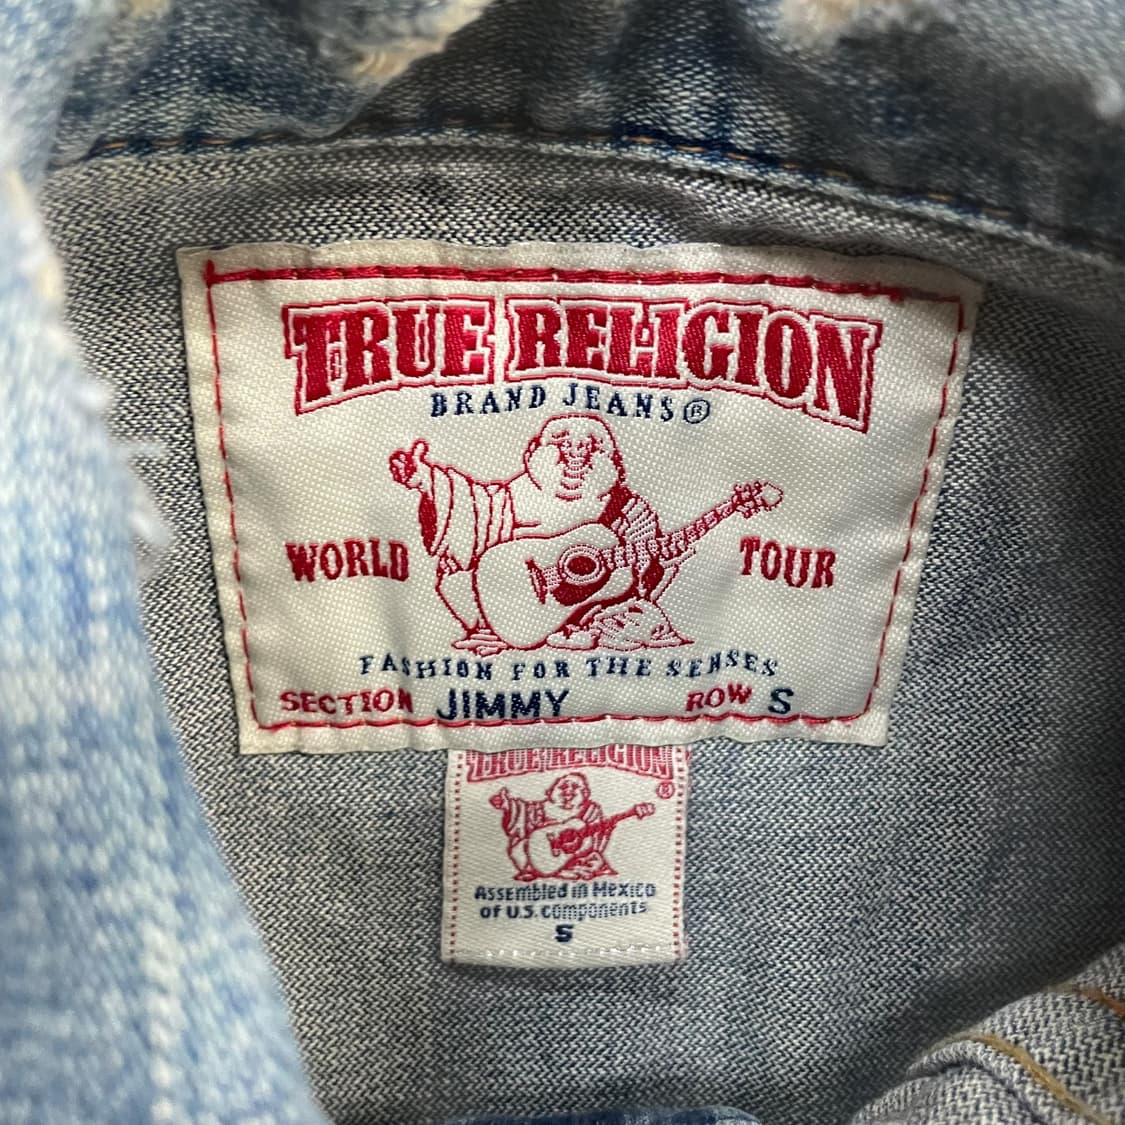 TRUE RELIGION
BRAND JEANS®
WORLD TOUR
FASHION FOR THE SENSES
SECTION JIMMY ROW S
TRUE RELIGION
®
Assembled in Mexico
of U.S. components
S